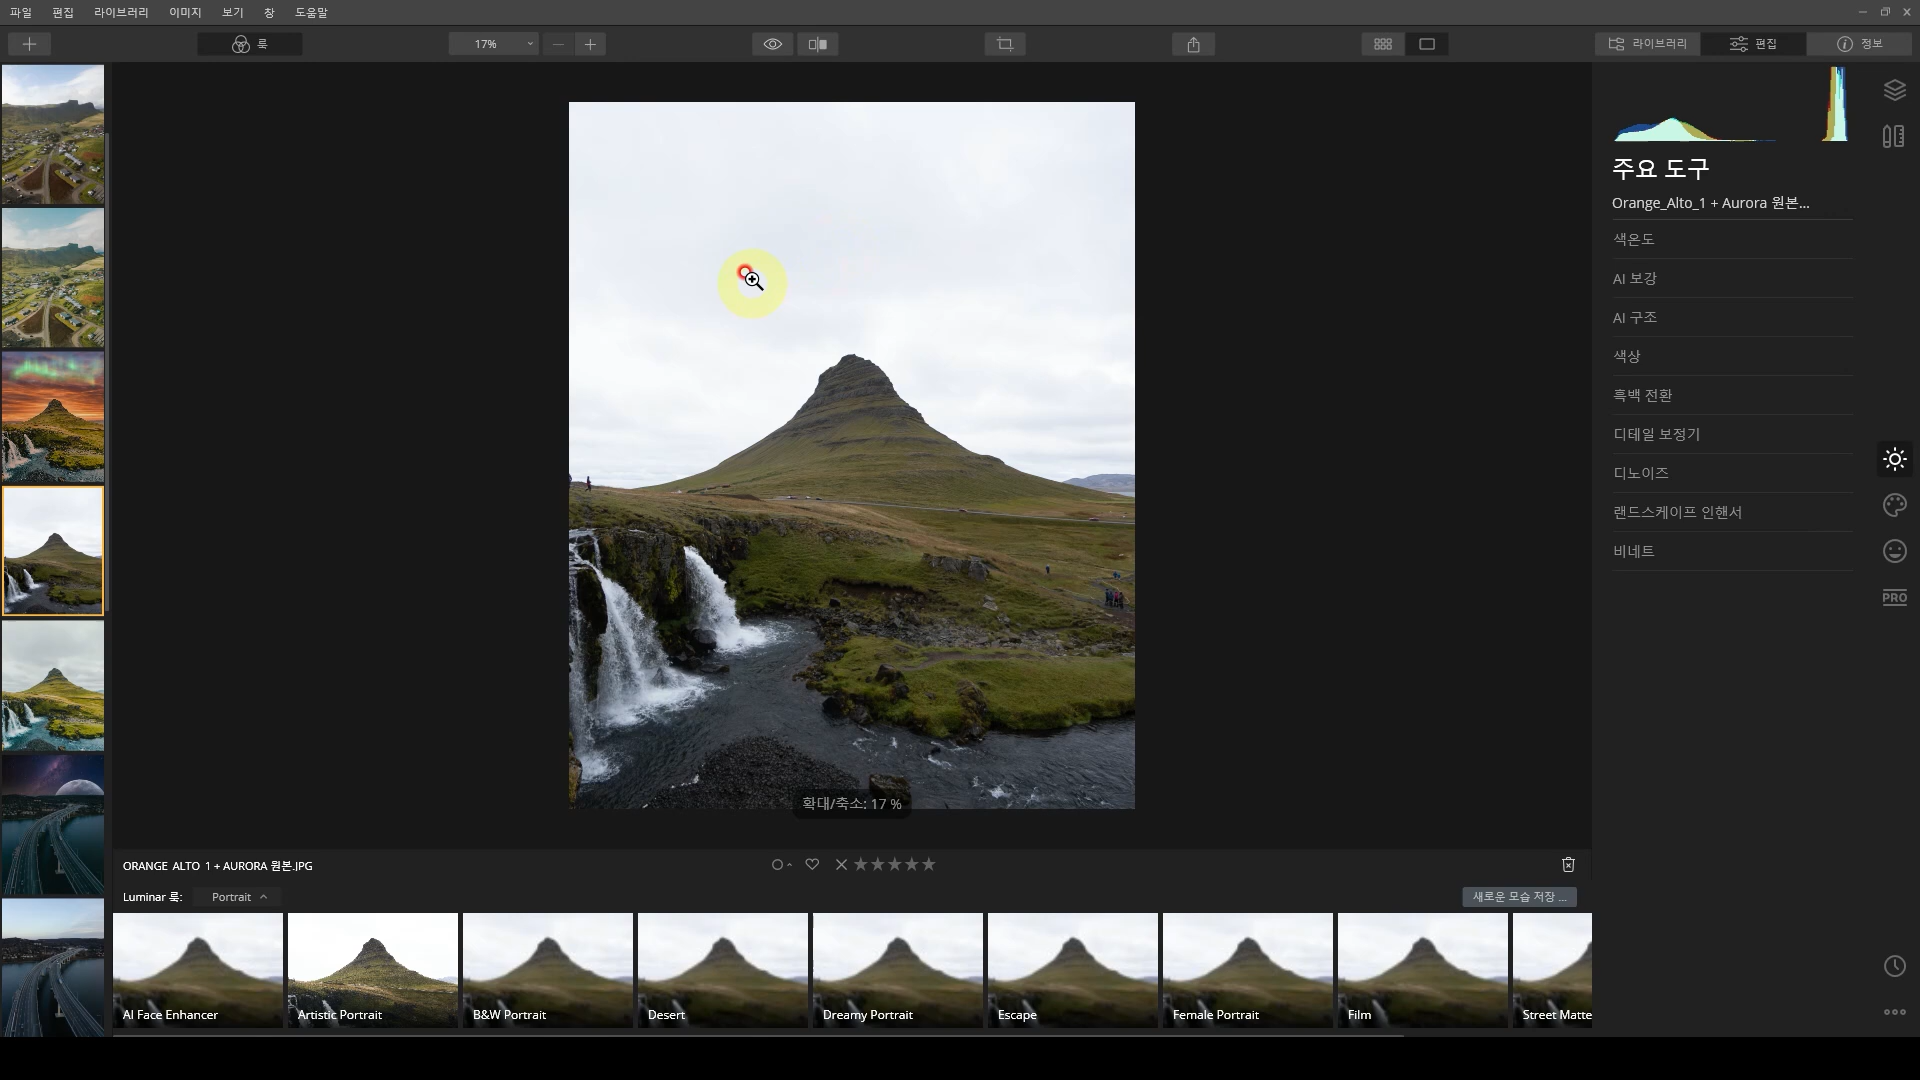 파일 편집 라이브러리 이미지 보기 창 도움말
룩 17% 라이브러리 편집 정보
주요 도구
Orange_Alto_1 + Aurora 원본...
색온도
AI 보강
AI 구조
색상
흑백 전환
디테일 보정기
디노이즈
랜드스케이프 인핸서
비네트
PRO
확대/축소: 17 %
ORANGE_ALTO_1 + AURORA 원본.JPG
Luminar 룩: Portrait 새로운 모습 저장 ...
AI Face Enhancer Artistic Portrait B&W Portrait Desert Dreamy Portrait Escape Female Portrait Film Street Matte